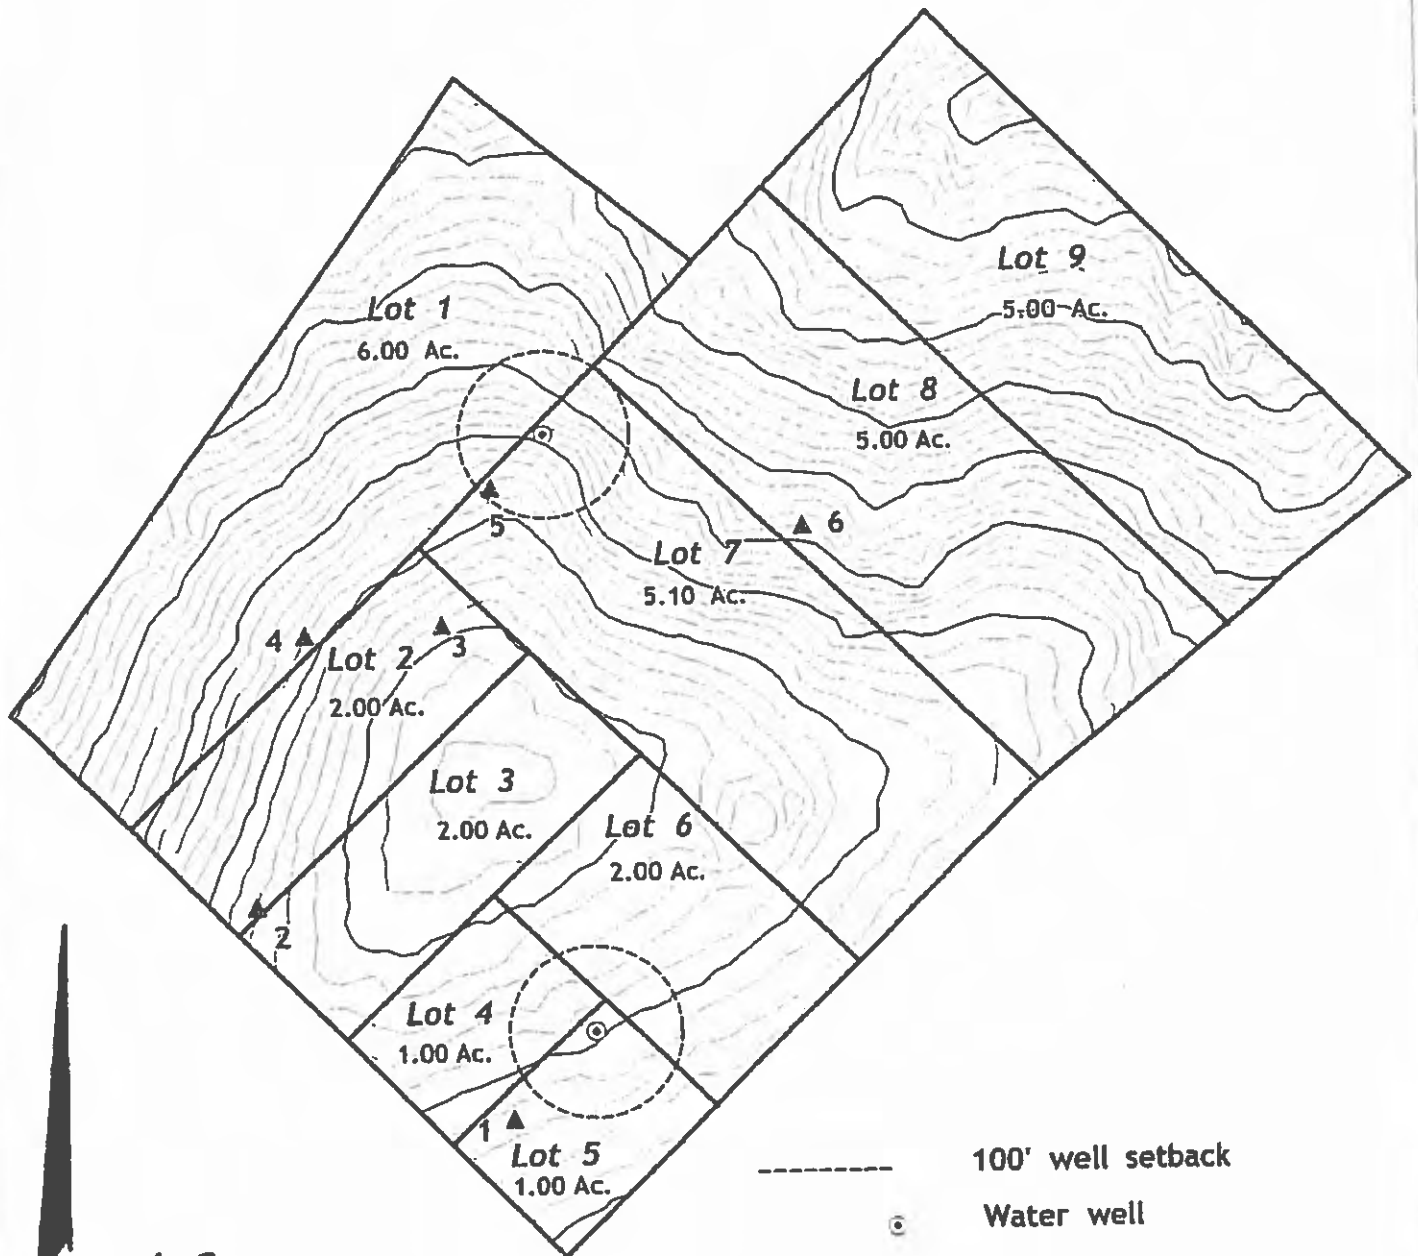 Lot 1
6.00 Ac.
Lot 9
5.00 Ac.
Lot 8
5.00 Ac.
5
6
Lot 7
5.10 Ac.
4
3
Lot 2
2.00 Ac.
Lot 3
2.00 Ac.
Lot 6
2.00 Ac.
2
Lot 4
1.00 Ac.
1
Lot 5
1.00 Ac.
100' well setback
Water well